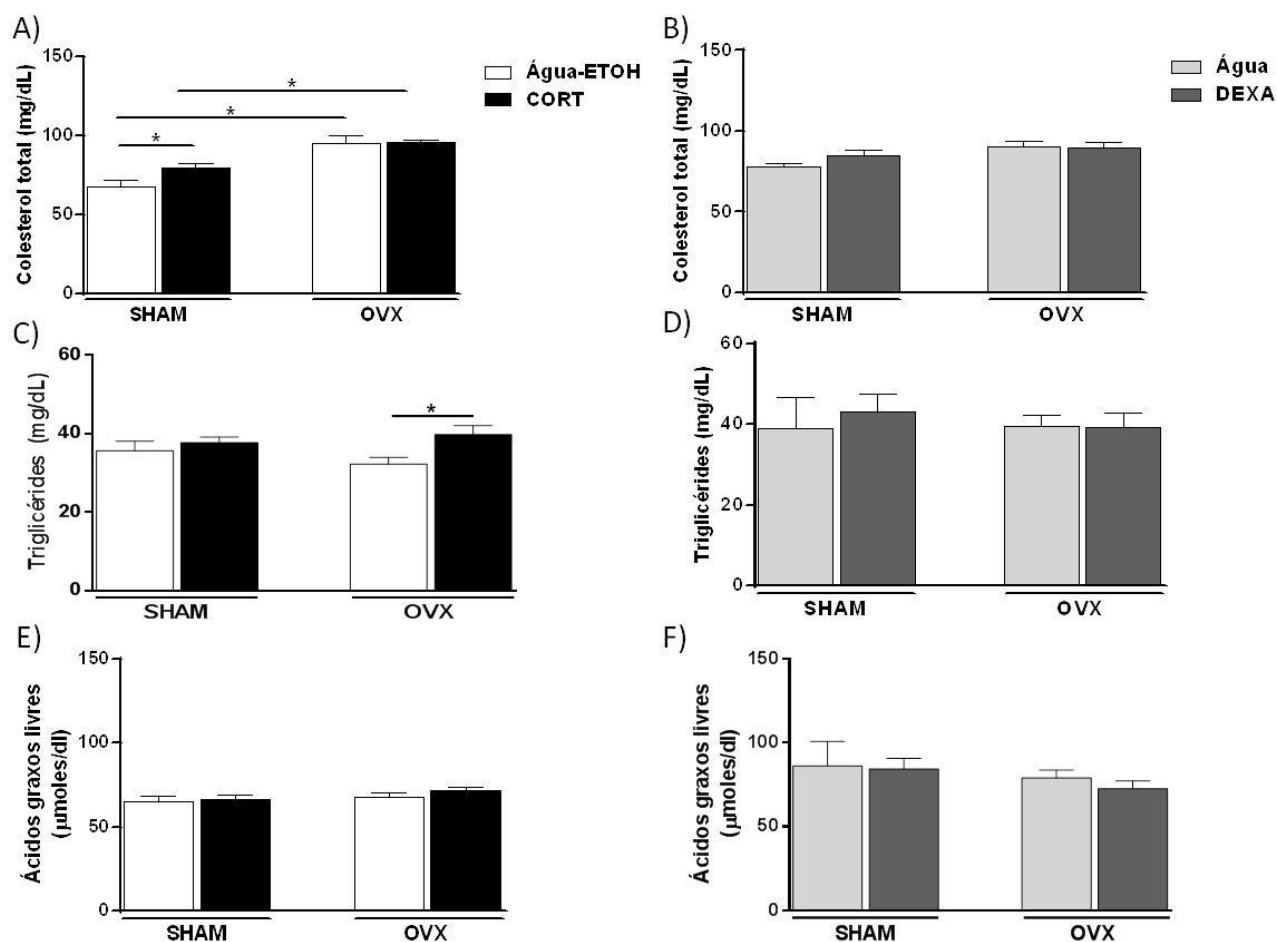 A)
Colesterol total (mg/dL)
150
100
50
0
*
*
*
Água-ETOH
CORT
SHAM
OVX
B)
Colesterol total (mg/dL)
150
100
50
0
Água
DEXA
SHAM
OVX
C)
Triglicérides (mg/dL)
60
40
20
0
*
SHAM
OVX
D)
Triglicérides (mg/dL)
60
40
20
0
SHAM
OVX
E)
Ácidos graxos livres
(µmoles/dl)
150
100
50
0
SHAM
OVX
F)
Ácidos graxos livres
(µmoles/dl)
150
100
50
0
SHAM
OVX